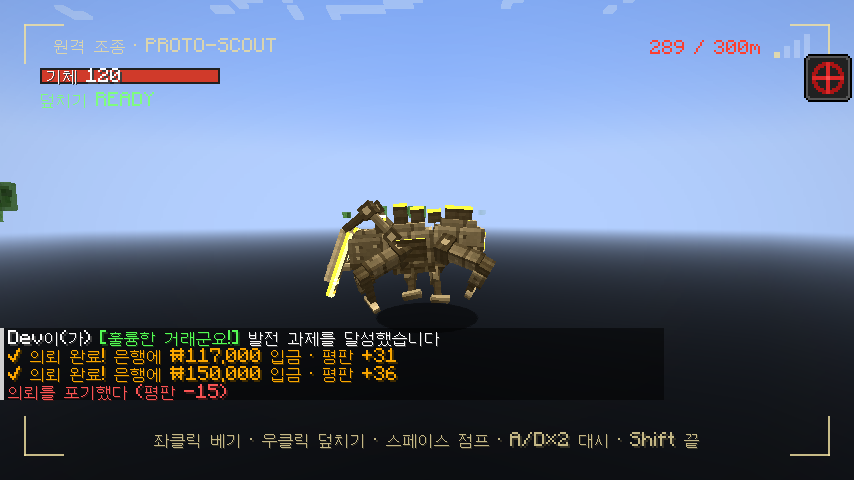 원격 조종 · PROTO-SCOUT
289 / 300m
기체 120
덮치기 READY
Dev이(가) [훌륭한 거래군요!] 발전 과제를 달성했습니다
✔ 의뢰 완료! 은행에 ₩117,000 입금 · 평판 +31
✔ 의뢰 완료! 은행에 ₩150,000 입금 · 평판 +36
의뢰를 포기했다 (평판 -15)
좌클릭 베기 · 우클릭 덮치기 · 스페이스 점프 · A/D×2 대시 · Shift 끝